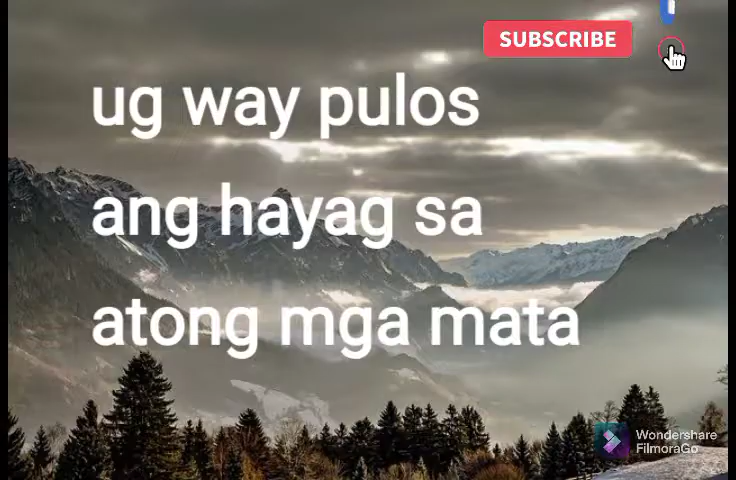 SUBSCRIBE
ug way pulos
ang hayag sa
atong mga mata
Wondershare
FilmoraGo